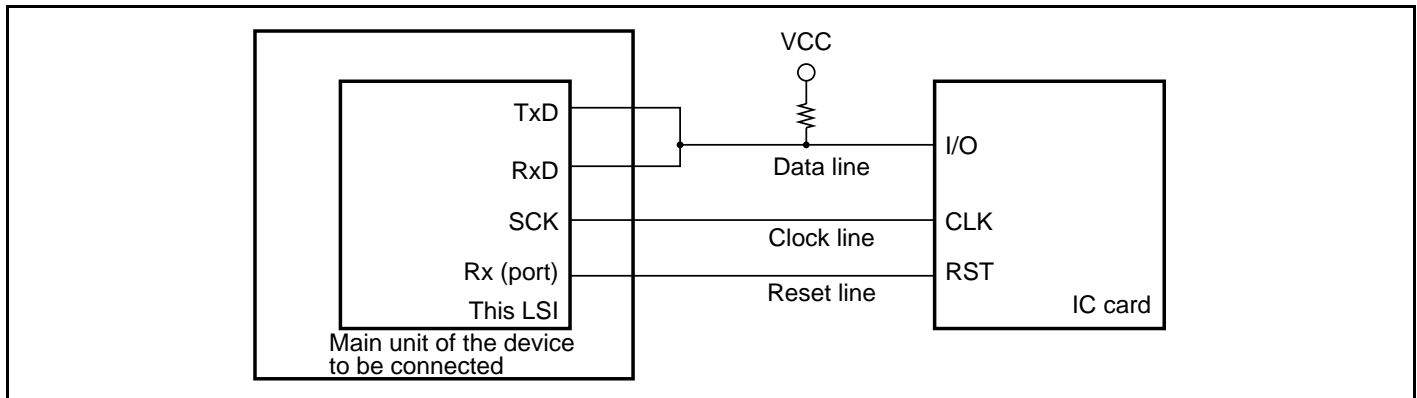 VCC
TxD
RxD
SCK
Rx (port)
This LSI
Main unit of the device
to be connected
Data line
Clock line
Reset line
I/O
CLK
RST
IC card